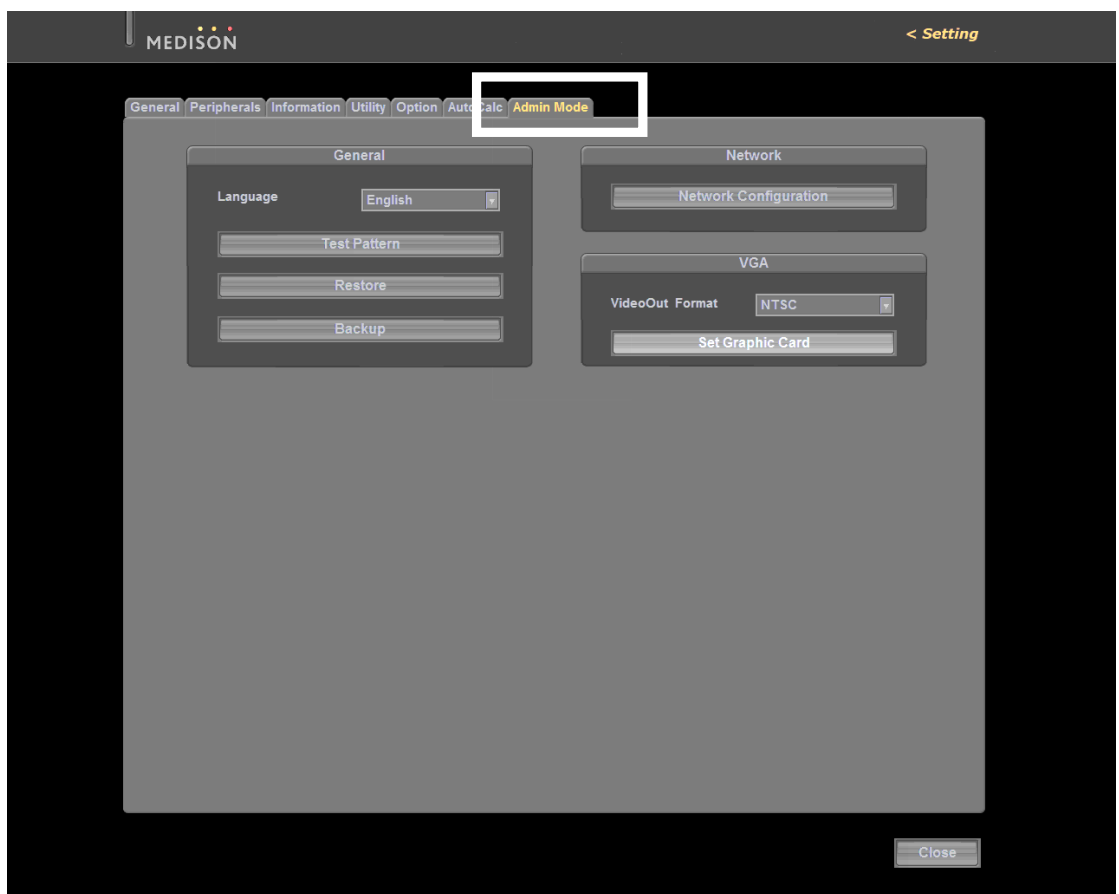 MEDISON
< Setting
General Peripherals Information Utility Option AutoCalc Admin Mode
General
Language English
Test Pattern
Restore
Backup
Network
Network Configuration
VGA
VideoOut Format NTSC
Set Graphic Card
Close